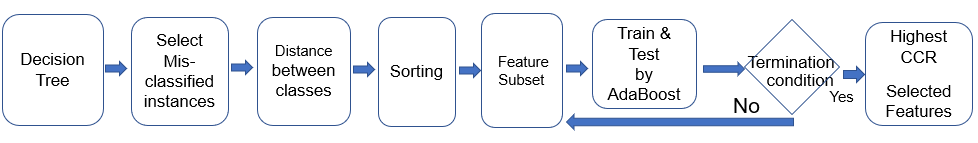 Decision
Tree
Select
Mis-
classified
instances
Distance
between
classes
Sorting
Feature
Subset
Train &
Test
by
AdaBoost
Termination
condition
Yes
No
Highest
CCR
Selected
Features